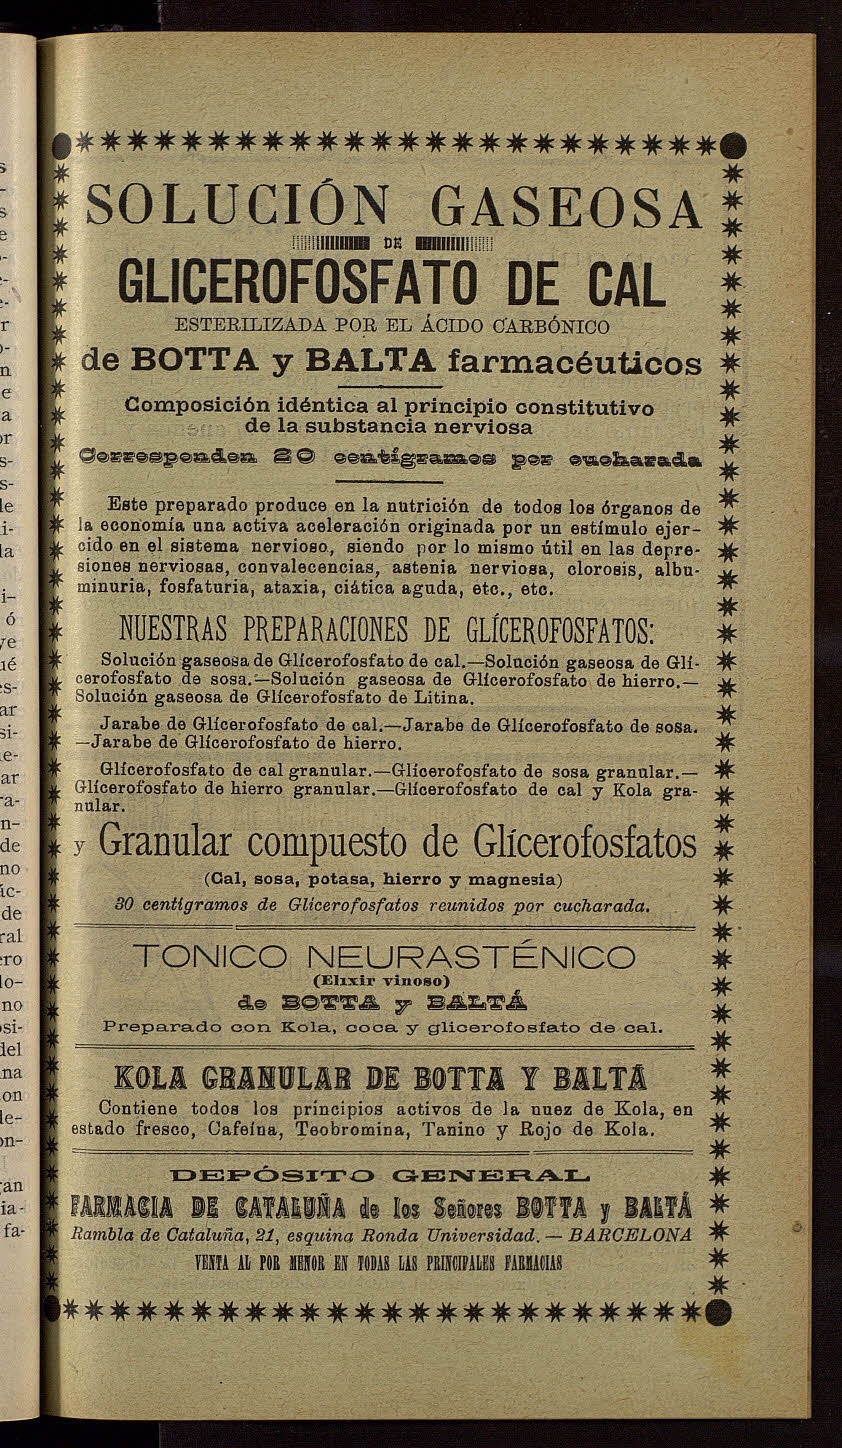 SOLUCIÓN GASEOSA
DE
GLICEROFOSFATO DE CAL
ESTERILIZADA POR EL ÁCIDO CARBÓNICO
de BOTTA y BALTA farmacéuticos
Composición idéntica al principio constitutivo
de la substancia nerviosa
Corresponden 20 centígramos por cucharada
Este preparado produce en la nutrición de todos los órganos de
la economía una activa aceleración originada por un estímulo ejer-
cido en el sistema nervioso, siendo por lo mismo útil en las depre-
siones nerviosas, convalecencias, astenia nerviosa, clorosis, albu-
minuria, fosfaturia, ataxia, ciática aguda, etc., etc.
NUESTRAS PREPARACIONES DE GLÍCEROFOSFATOS:
Solución gaseosa de Glícerofosfato de cal.—Solución gaseosa de Glí-
cerofosfato de sosa.—Solución gaseosa de Glícerofosfato de hierro.—
Solución gaseosa de Glícerofosfato de Litina.
Jarabe de Glícerofosfato de cal.—Jarabe de Glícerofosfato de sosa.
—Jarabe de Glícerofosfato de hierro.
Glícerofosfato de cal granular.—Glícerofosfato de sosa granular.—
Glícerofosfato de hierro granular.—Glícerofosfato de cal y Kola gra-
nular.
y Granular compuesto de Glícerofosfatos
(Cal, sosa, potasa, hierro y magnesia)
30 centigramos de Glícerofosfatos reunidos por cucharada.
TONICO NEURASTÉNICO
(Elixir vinoso)
de BOTTA y BALTÁ
Preparado con Kola, coca y glicerofosfato de cal.
KOLA GRANULAR DE BOTTA Y BALTÁ
Contiene todos los príncipios activos de la nuez de Kola, en
estado fresco, Cafeína, Teobromina, Tanino y Rojo de Kola.
DEPÓSITO GENERAL
FARMACIA DE CATALUÑA de los Señores BOTTA y BALTÁ
Rambla de Cataluña, 21, esquina Ronda Universidad. — BARCELONA
VENTA AL POR MENOR EN TODAS LAS PRINCIPALES FARMACIAS